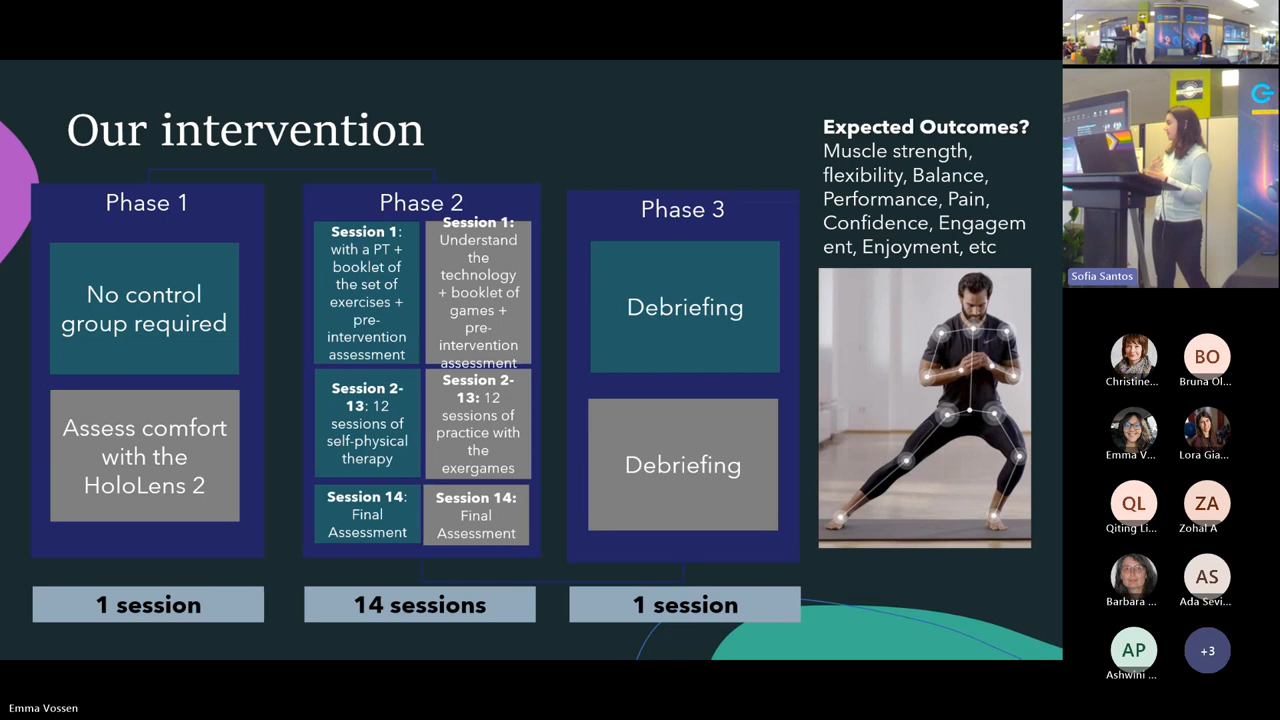 Our intervention
Phase 1
No control
group required
Assess comfort
with the
HoloLens 2
1 session
Phase 2
Session 1:
with a PT +
booklet of
the set of
exercises +
pre-
intervention
assessment
Session 2-
13: 12
sessions of
self-physical
therapy
Session 14:
Final
Assessment
Session 1:
Understand
the
technology
+ booklet of
games +
pre-
intervention
assessment
Session 2-
13: 12
sessions of
practice with
the
exergames
Session 14:
Final
Assessment
14 sessions
Phase 3
Debriefing
Debriefing
1 session
Expected Outcomes?
Muscle strength,
flexibility, Balance,
Performance, Pain,
Confidence, Engagem
ent, Enjoyment, etc
Sofia Santos
Christine...
BO
Bruna Ol...
Emma V...
Lora Gia...
QL
Qiting Li...
ZA
Zohal A
Barbara ...
AS
Ada Sevi...
AP
Ashwini ...
+3
Emma Vossen